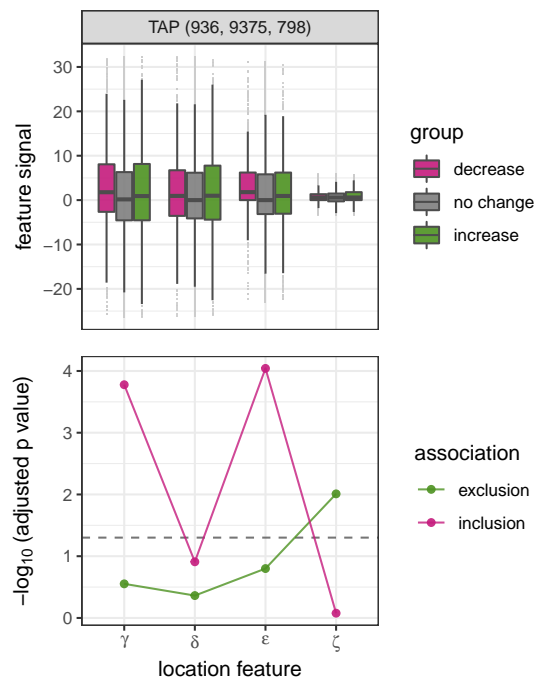 TAP (936, 9375, 798)
30
20
10
0
−10
−20
feature signal
group
decrease
no change
increase
4
3
2
1
0
−log₁₀ (adjusted p value)
association
exclusion
inclusion
γ δ ε ζ
location feature